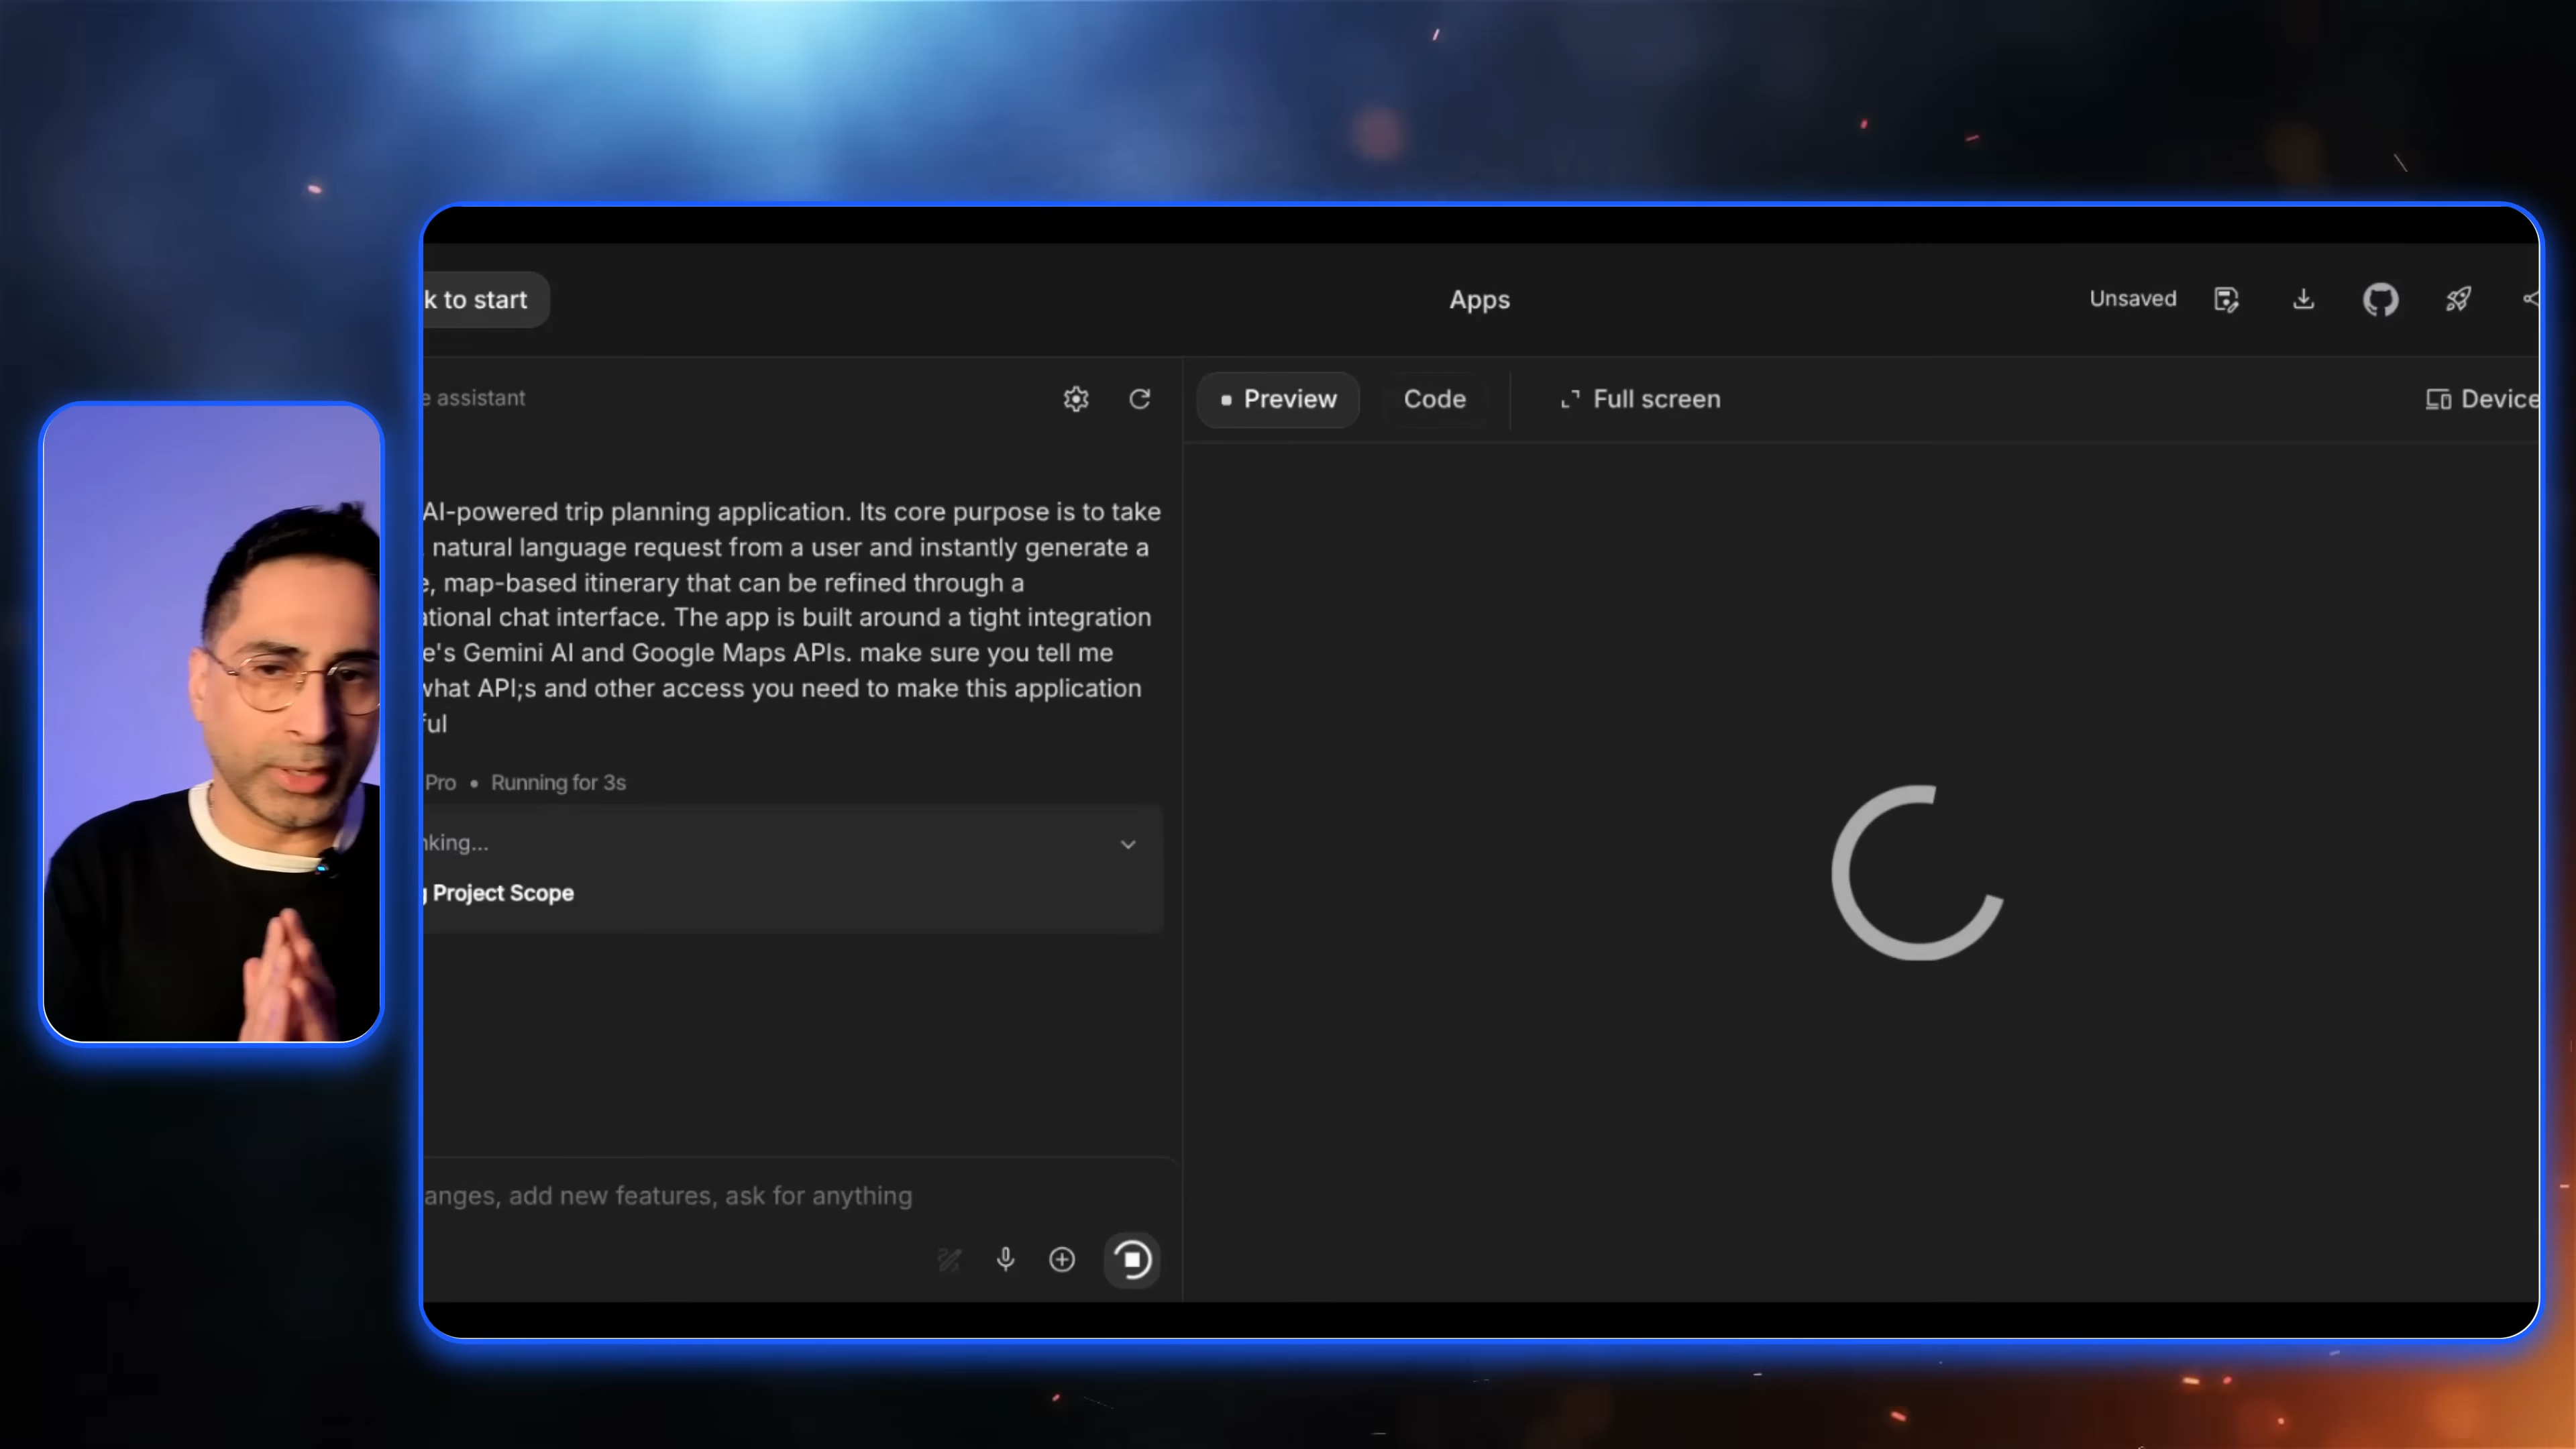 k to start
Apps
Unsaved
e assistant
Preview
Code
Full screen
Device
AI-powered trip planning application. Its core purpose is to take
natural language request from a user and instantly generate a
e, map-based itinerary that can be refined through a
ational chat interface. The app is built around a tight integration
e's Gemini AI and Google Maps APIs. make sure you tell me
what API;s and other access you need to make this application
ful
Pro • Running for 3s
nking...
g Project Scope
anges, add new features, ask for anything